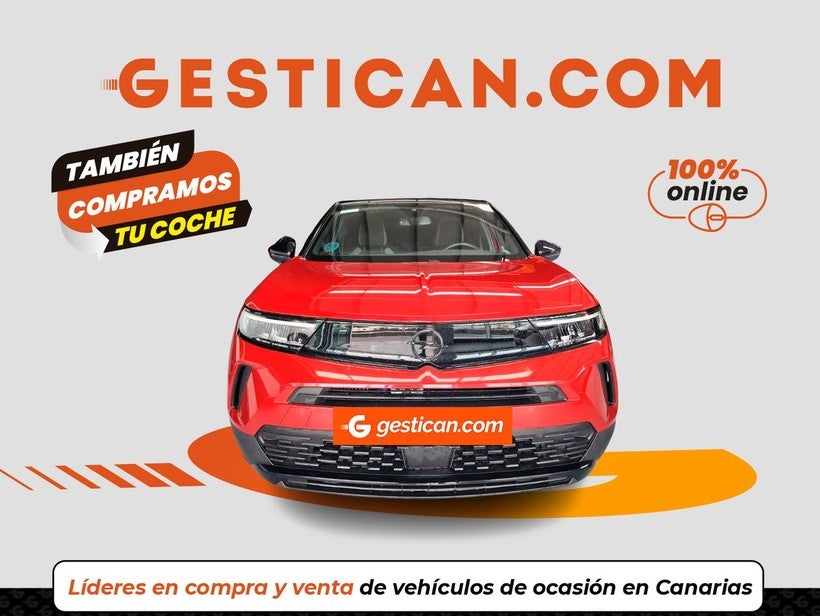 GESTICAN.COM
TAMBIÉN
COMPRAMOS
TU COCHE
100%
online
G gestican.com
Líderes en compra y venta de vehículos de ocasión en Canarias